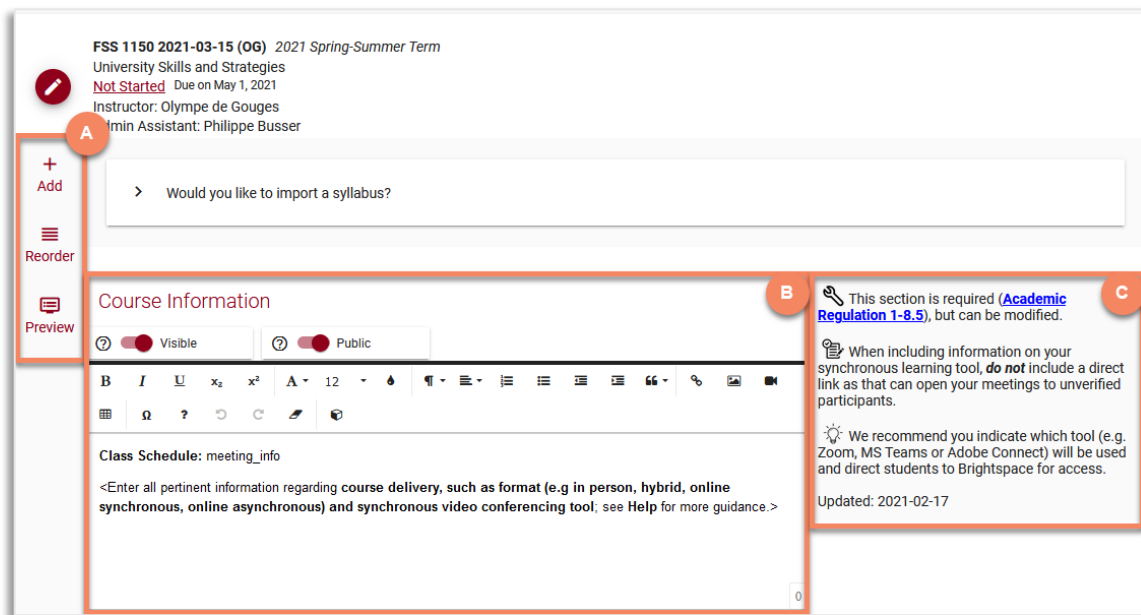 FSS 1150 2021-03-15 (OG) 2021 Spring-Summer Term
University Skills and Strategies
Not Started Due on May 1, 2021
Instructor: Olympe de Gouges
dmin Assistant: Philippe Busser
A
+
Add
Reorder
Preview
> Would you like to import a syllabus?
Course Information
B
? Visible ? Public
B I U x₂ x² A 12 ¶ “
Ω ?
Class Schedule: meeting_info
<Enter all pertinent information regarding course delivery, such as format (e.g in person, hybrid, online
synchronous, online asynchronous) and synchronous video conferencing tool; see Help for more guidance.>
0
C
This section is required (Academic
Regulation 1-8.5), but can be modified.
When including information on your
synchronous learning tool, do not include a direct
link as that can open your meetings to unverified
participants.
We recommend you indicate which tool (e.g.
Zoom, MS Teams or Adobe Connect) will be used
and direct students to Brightspace for access.
Updated: 2021-02-17